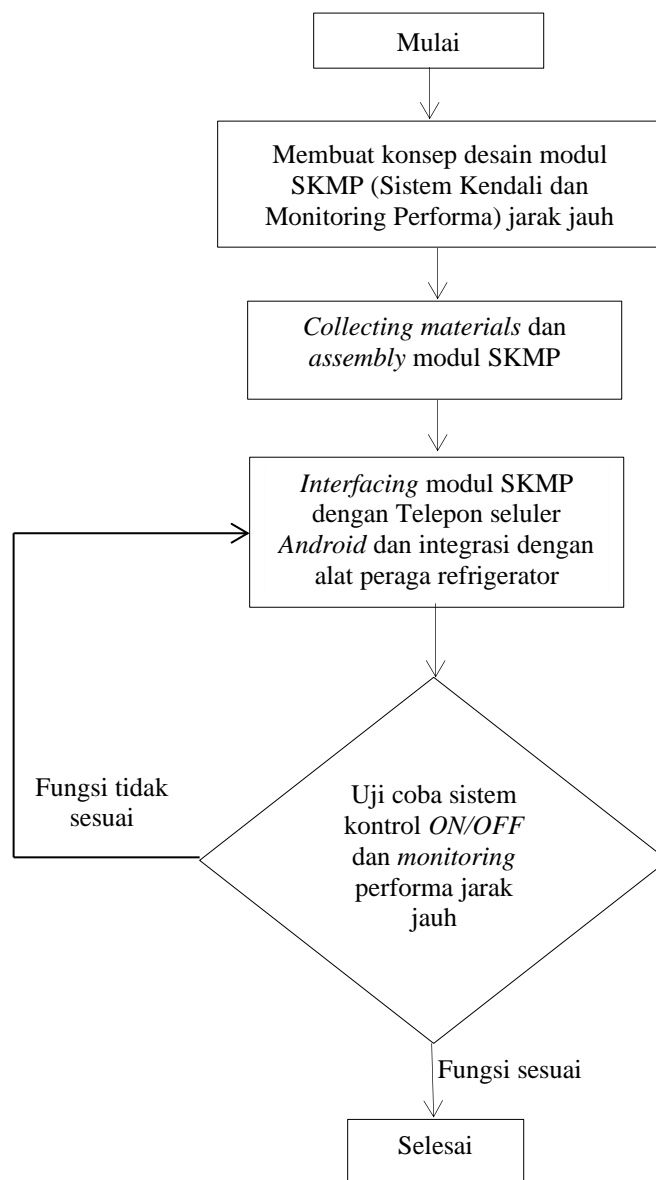 Mulai
Membuat konsep desain modul
SKMP (Sistem Kendali dan
Monitoring Performa) jarak jauh
Collecting materials dan
assembly modul SKMP
Interfacing modul SKMP
dengan Telepon seluler
Android dan integrasi dengan
alat peraga refrigerator
Fungsi tidak
sesuai
Uji coba sistem
kontrol ON/OFF
dan monitoring
performa jarak
jauh
Fungsi sesuai
Selesai